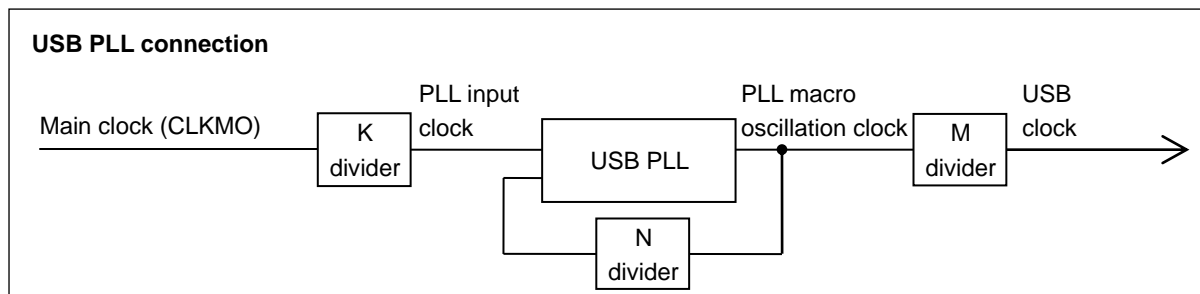 USB PLL connection
Main clock (CLKMO)
K
divider
PLL input
clock
USB PLL
N
divider
PLL macro
oscillation clock
M
divider
USB
clock